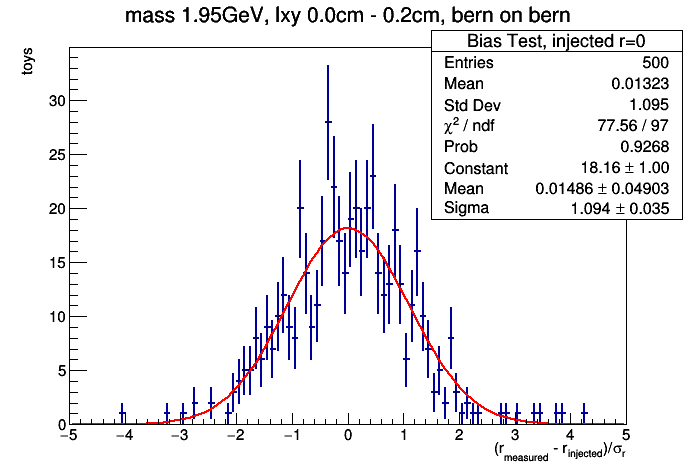 mass 1.95GeV, lxy 0.0cm - 0.2cm, bern on bern
Bias Test, injected r=0
Entries 500
Mean 0.01323
Std Dev 1.095
χ² / ndf 77.56 / 97
Prob 0.9268
Constant 18.16 ± 1.00
Mean 0.01486 ± 0.04903
Sigma 1.094 ± 0.035
toys
30
25
20
15
10
5
0
−5 −4 −3 −2 −1 0 1 2 3 4 5
(r_measured - r_injected)/σ_r